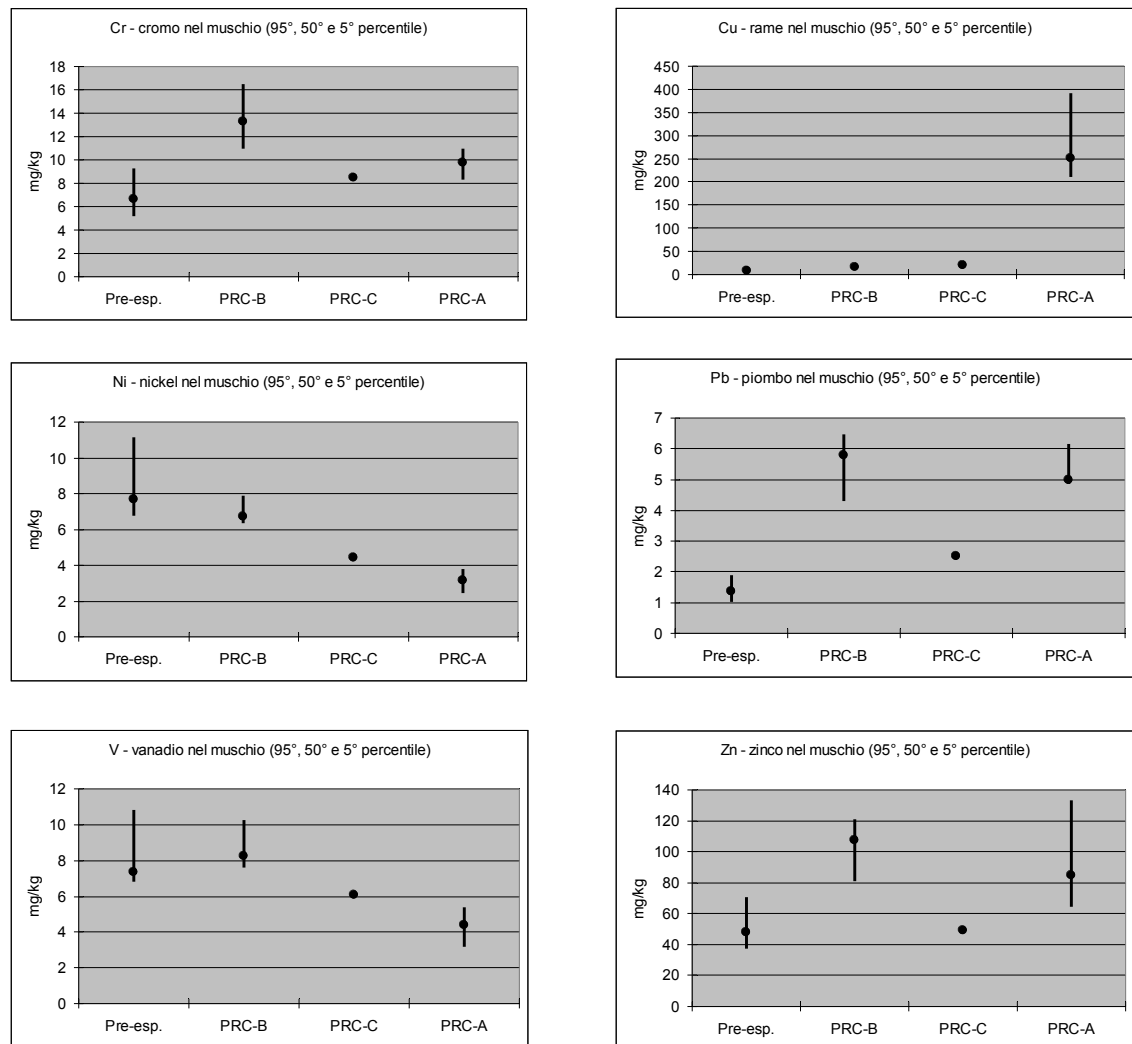 Cr - cromo nel muschio (95°, 50° e 5° percentile)
18
16
14
12
10
8
6
4
2
0
mg/kg
Pre-esp. PRC-B PRC-C PRC-A
Cu - rame nel muschio (95°, 50° e 5° percentile)
450
400
350
300
250
200
150
100
50
0
mg/kg
Pre-esp. PRC-B PRC-C PRC-A
Ni - nickel nel muschio (95°, 50° e 5° percentile)
12
10
8
6
4
2
0
mg/kg
Pre-esp. PRC-B PRC-C PRC-A
Pb - piombo nel muschio (95°, 50° e 5° percentile)
7
6
5
4
3
2
1
0
mg/kg
Pre-esp. PRC-B PRC-C PRC-A
V - vanadio nel muschio (95°, 50° e 5° percentile)
12
10
8
6
4
2
0
mg/kg
Pre-esp. PRC-B PRC-C PRC-A
Zn - zinco nel muschio (95°, 50° e 5° percentile)
140
120
100
80
60
40
20
0
mg/kg
Pre-esp. PRC-B PRC-C PRC-A